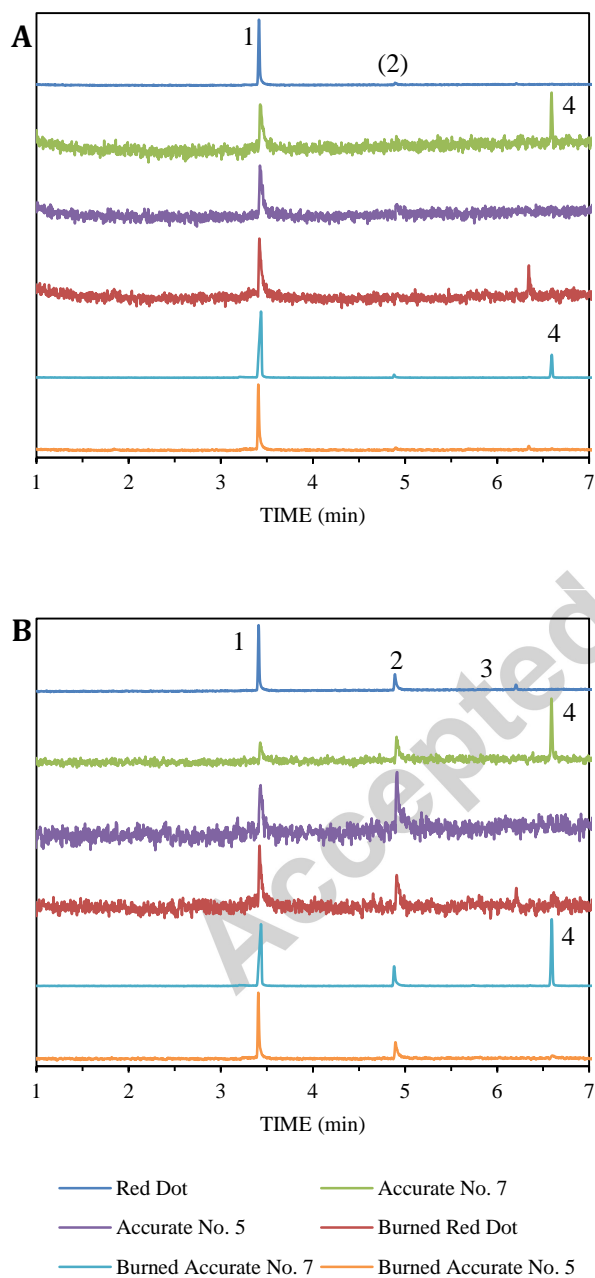 A
1
(2)
4
4
1 2 3 4 5 6 7
TIME (min)
B
1
2
3
4
4
Accepted
1 2 3 4 5 6 7
TIME (min)
Red Dot Accurate No. 7
Accurate No. 5 Burned Red Dot
Burned Accurate No. 7 Burned Accurate No. 5